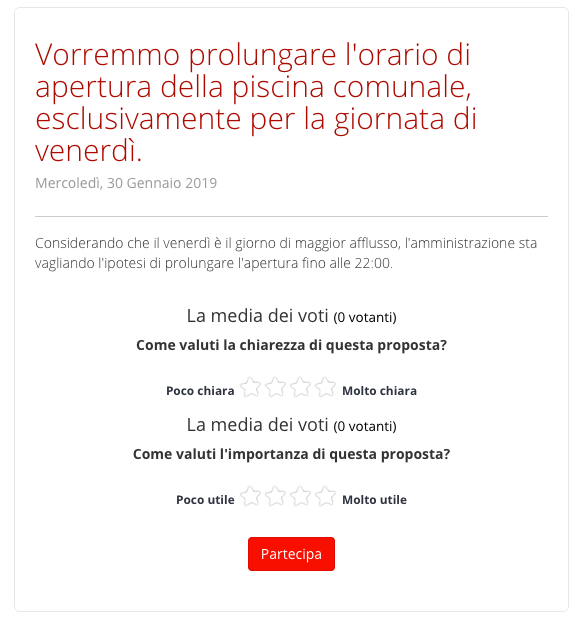 Vorremmo prolungare l'orario di
apertura della piscina comunale,
esclusivamente per la giornata di
venerdì.
Mercoledì, 30 Gennaio 2019
Considerando che il venerdì è il giorno di maggior afflusso, l'amministrazione sta
vagliando l'ipotesi di prolungare l'apertura fino alle 22:00.
La media dei voti (0 votanti)
Come valuti la chiarezza di questa proposta?
Poco chiara Molto chiara
La media dei voti (0 votanti)
Come valuti l'importanza di questa proposta?
Poco utile Molto utile
Partecipa